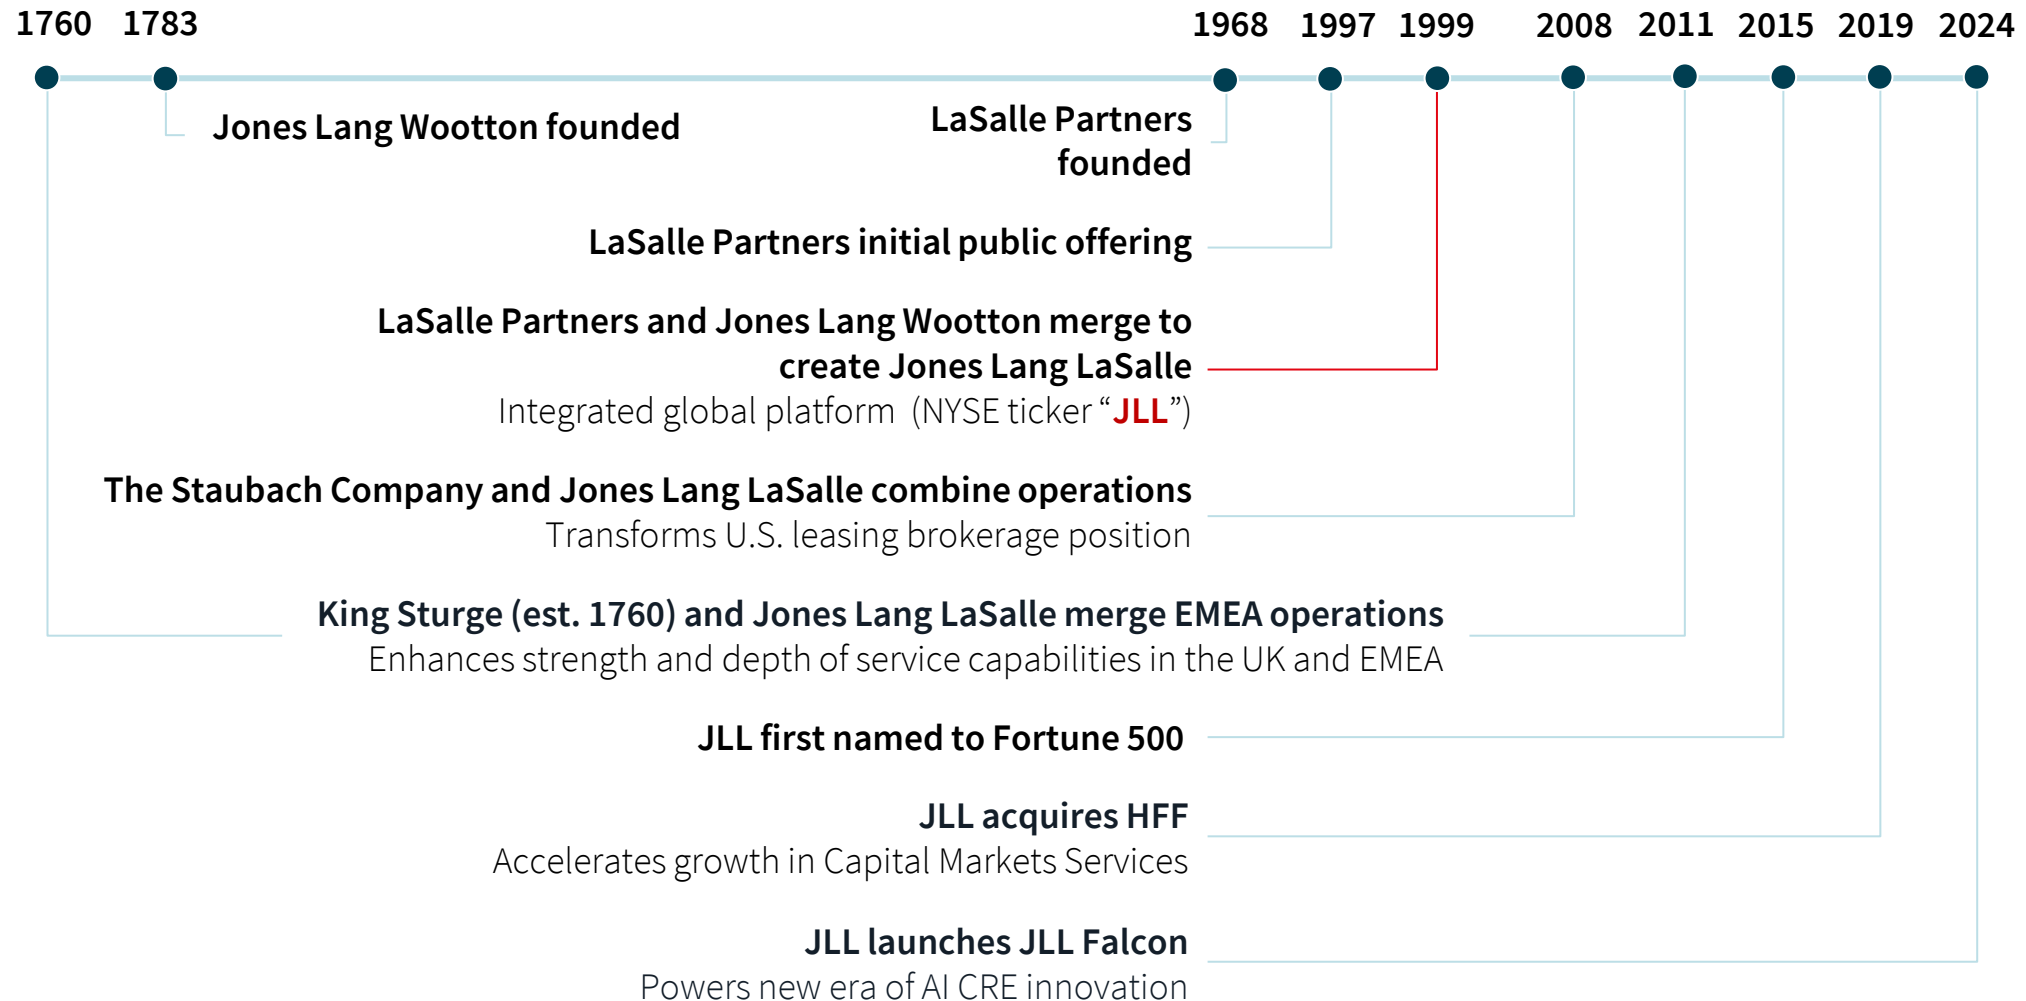 1760 1783 1968 1997 1999 2008 2011 2015 2019 2024
Jones Lang Wootton founded
LaSalle Partners
founded
LaSalle Partners initial public offering
LaSalle Partners and Jones Lang Wootton merge to
create Jones Lang LaSalle
Integrated global platform  (NYSE ticker “JLL”)
The Staubach Company and Jones Lang LaSalle combine operations
Transforms U.S. leasing brokerage position
King Sturge (est. 1760) and Jones Lang LaSalle merge EMEA operations
Enhances strength and depth of service capabilities in the UK and EMEA
JLL first named to Fortune 500
JLL acquires HFF
Accelerates growth in Capital Markets Services
JLL launches JLL Falcon
Powers new era of AI CRE innovation